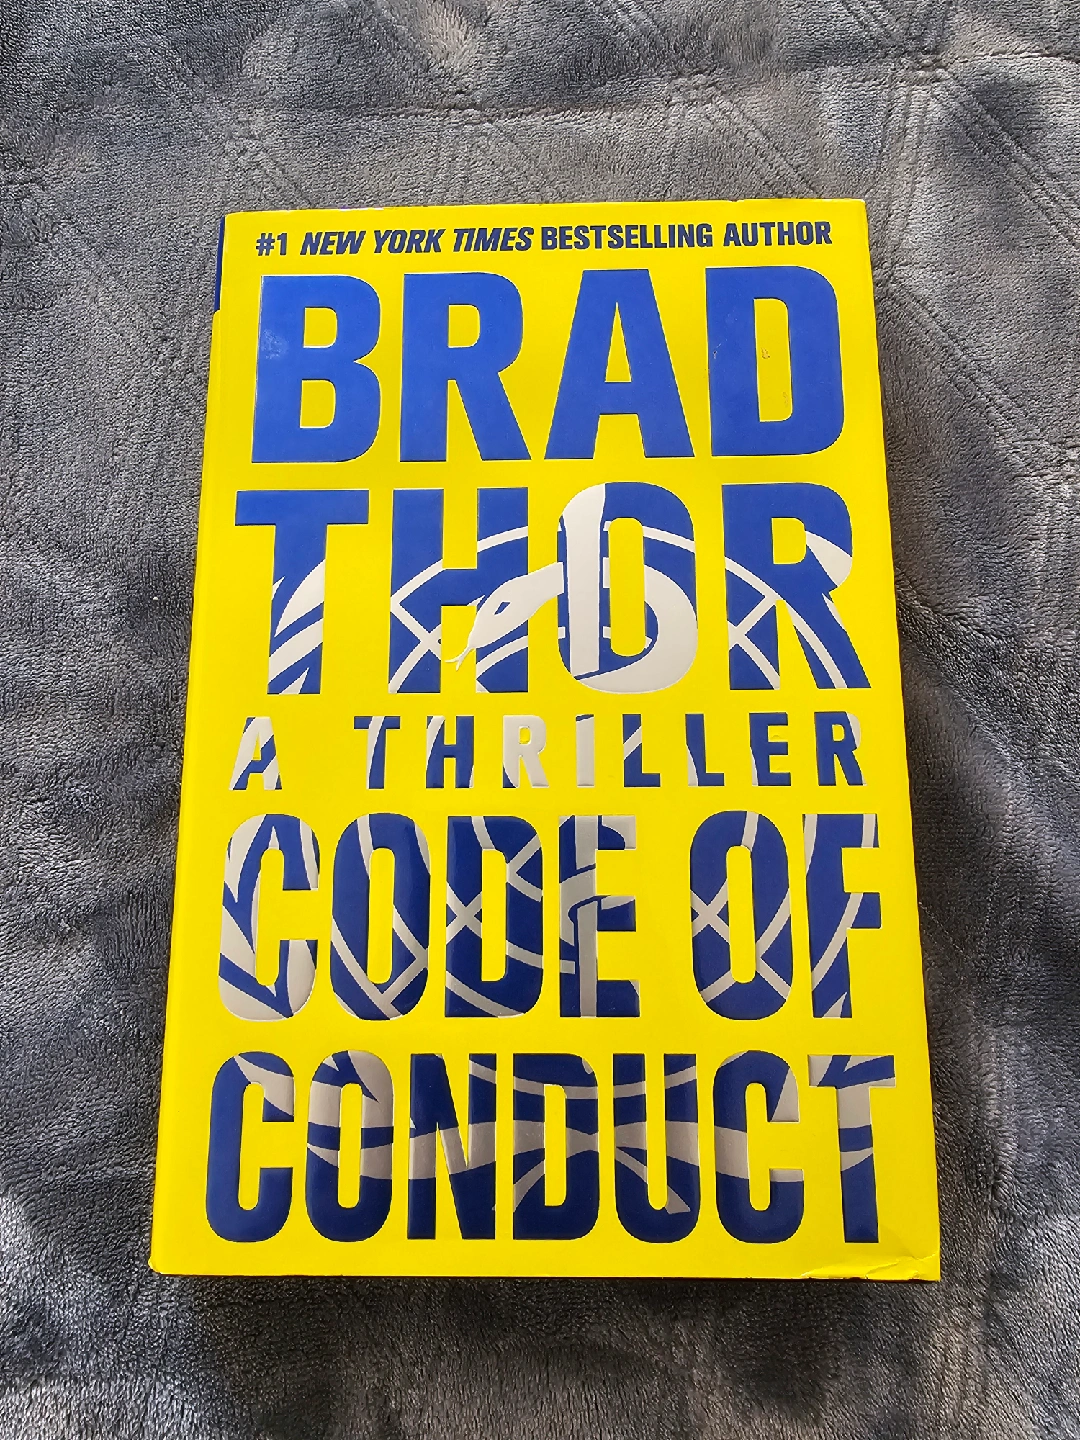 #1 NEW YORK TIMES BESTSELLING AUTHOR
BRAD
THOR
A THRILLER
CODE OF
CONDUCT